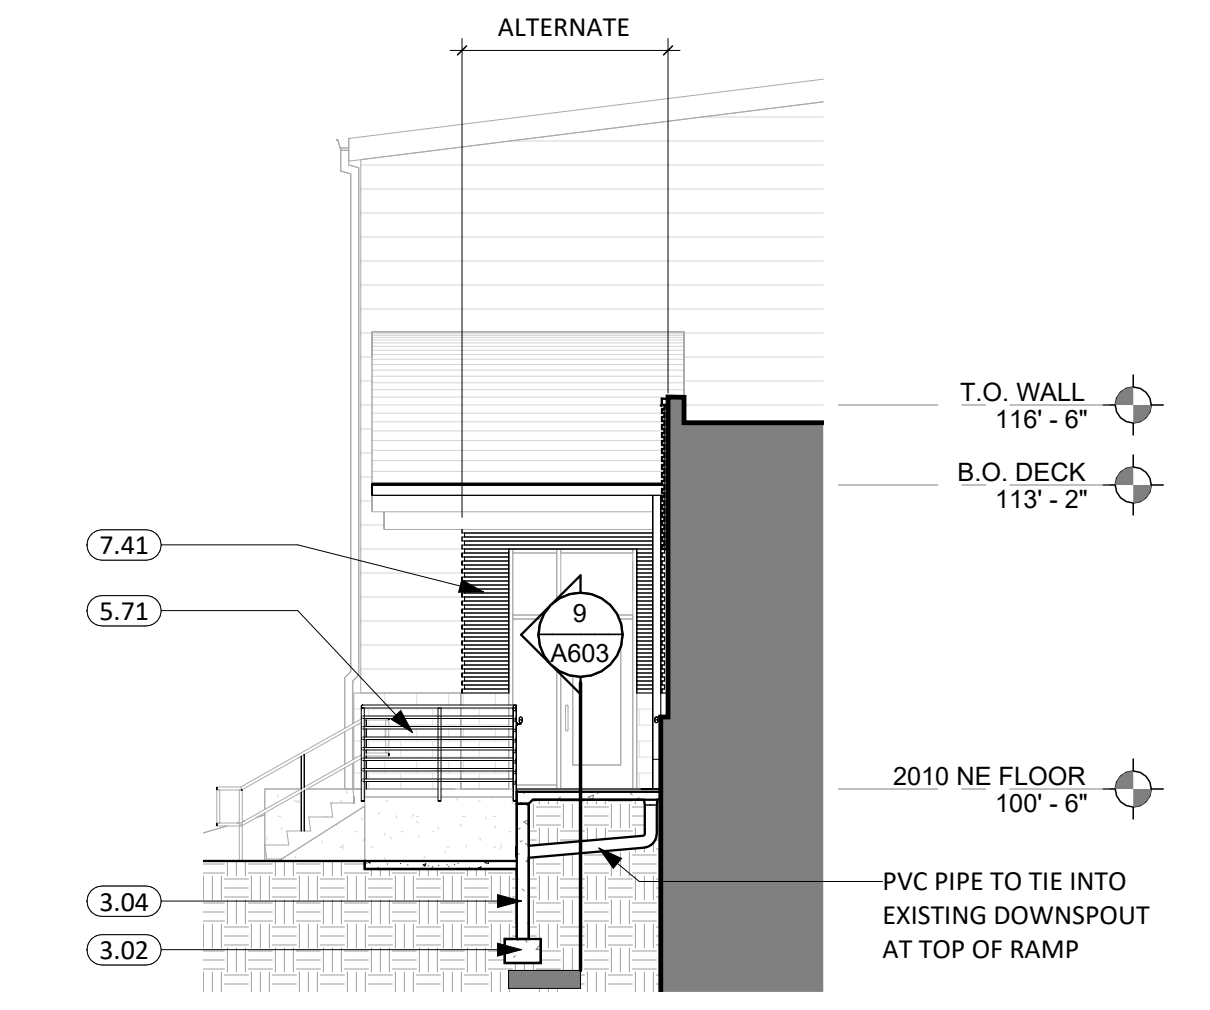 ALTERNATE
T.O. WALL
116' - 6"
B.O. DECK
113' - 2"
7.41
5.71
9
A603
2010 NE FLOOR
100' - 6"
PVC PIPE TO TIE INTO
EXISTING DOWNSPOUT
AT TOP OF RAMP
3.04
3.02